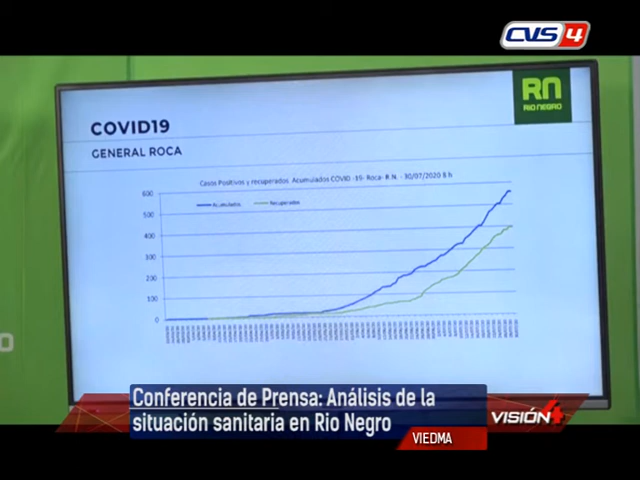 CVS 4
RN
RIO NEGRO
COVID19
GENERAL ROCA
Casos Positivos y recuperados Acumulados COVID -19- Roca- R N. - 30/07/2020 8 h
Acumulados
Recuperados
600
500
400
300
200
100
0
O
Conferencia de Prensa: Análisis de la
situación sanitaria en Rio Negro
VIEDMA
VISIÓN 4